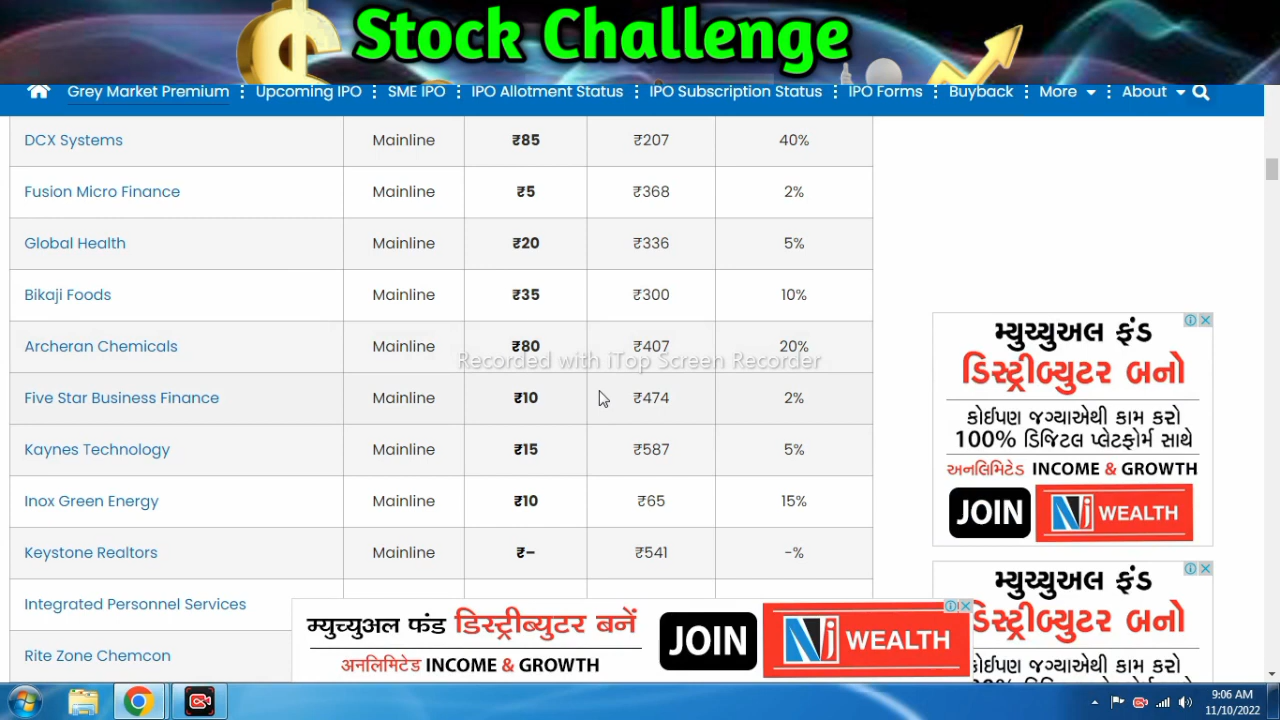 Stock Challenge
Grey Market Premium ⋮ Upcoming IPO ⋮ SME IPO ⋮ IPO Allotment Status ⋮ IPO Subscription Status ⋮ IPO Forms ⋮ Buyback ⋮ More ⋮ About
DCX Systems Mainline ₹85 ₹207 40%
Fusion Micro Finance Mainline ₹5 ₹368 2%
Global Health Mainline ₹20 ₹336 5%
Bikaji Foods Mainline ₹35 ₹300 10%
Archeran Chemicals Mainline ₹80 ₹407 20%
Recorded with iTop Screen Recorder
Five Star Business Finance Mainline ₹10 ₹474 2%
Kaynes Technology Mainline ₹15 ₹587 5%
Inox Green Energy Mainline ₹10 ₹65 15%
Keystone Realtors Mainline ₹– ₹541 -%
Integrated Personnel Services
Rite Zone Chemcon
મ્યુચ્યુઅલ ફંડ
ડિસ્ટ્રીબ્યુટર બનો
કોઈપણ જગ્યાએથી કામ કરો
100% ડિજિટલ પ્લેટફોર્મ સાથે
અનલિમિટેડ INCOME & GROWTH
JOIN Nj WEALTH
મ્યુચ્યુઅલ ફંડ
ડિસ્ટ્રીબ્યુટર બનો
કોઈપણ જગ્યાએથી કામ કરો
म्युच्युअल फंड डिस्ट्रीब्युटर बनें
अनलिमिटेड INCOME & GROWTH
JOIN Nj WEALTH
9:06 AM
11/10/2022